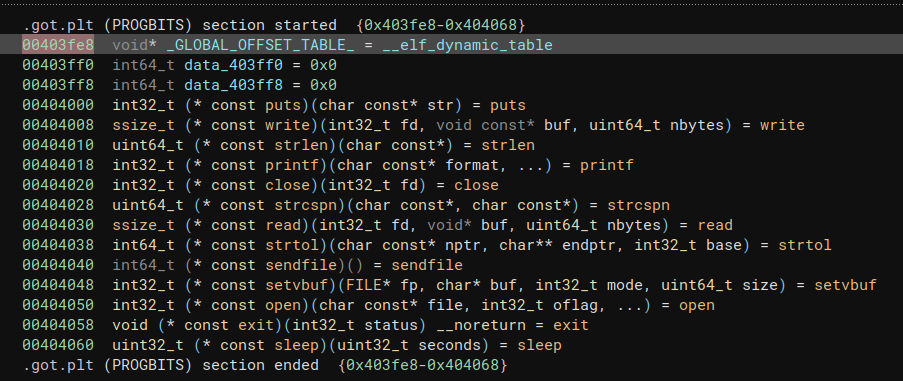 .got.plt (PROGBITS) section started  {0x403fe8-0x404068}
00403fe8  void* _GLOBAL_OFFSET_TABLE_ = __elf_dynamic_table
00403ff0  int64_t data_403ff0 = 0x0
00403ff8  int64_t data_403ff8 = 0x0
00404000  int32_t (* const puts)(char const* str) = puts
00404008  ssize_t (* const write)(int32_t fd, void const* buf, uint64_t nbytes) = write
00404010  uint64_t (* const strlen)(char const*) = strlen
00404018  int32_t (* const printf)(char const* format, ...) = printf
00404020  int32_t (* const close)(int32_t fd) = close
00404028  uint64_t (* const strcspn)(char const*, char const*) = strcspn
00404030  ssize_t (* const read)(int32_t fd, void* buf, uint64_t nbytes) = read
00404038  int64_t (* const strtol)(char const* nptr, char** endptr, int32_t base) = strtol
00404040  int64_t (* const sendfile)() = sendfile
00404048  int32_t (* const setvbuf)(FILE* fp, char* buf, int32_t mode, uint64_t size) = setvbuf
00404050  int32_t (* const open)(char const* file, int32_t oflag, ...) = open
00404058  void (* const exit)(int32_t status) __noreturn = exit
00404060  uint32_t (* const sleep)(uint32_t seconds) = sleep
.got.plt (PROGBITS) section ended  {0x403fe8-0x404068}